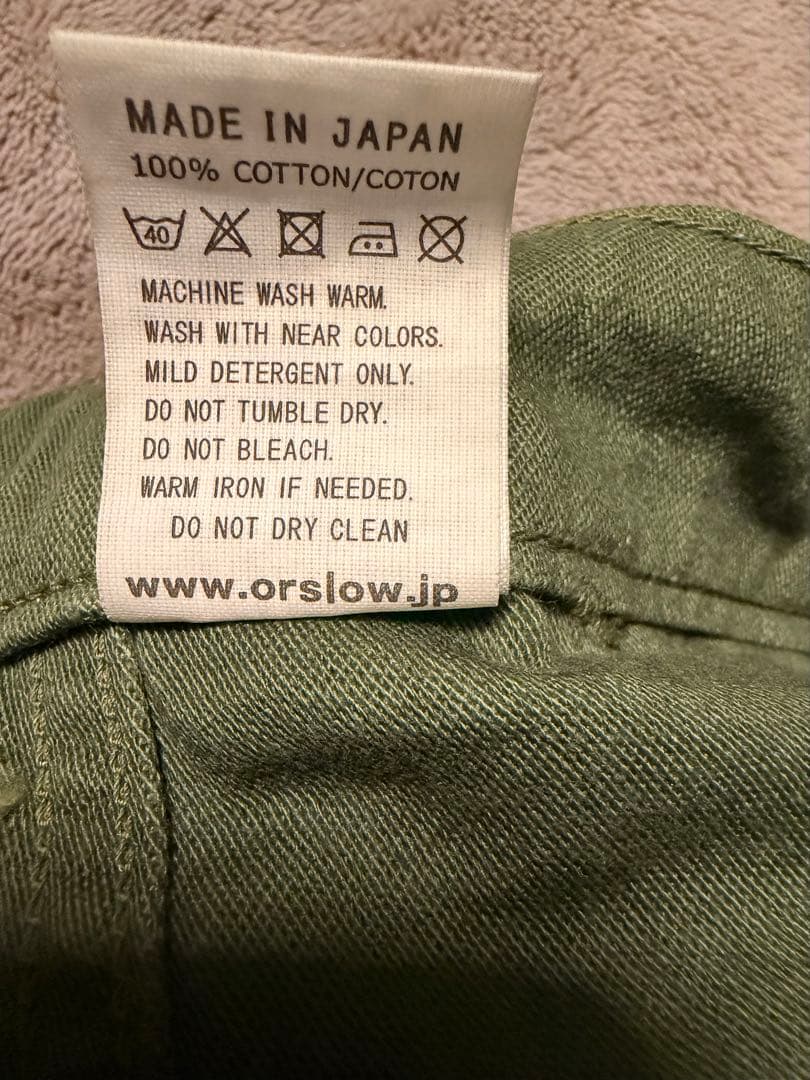 MADE IN JAPAN
100% COTTON/COTON
40
MACHINE WASH WARM.
WASH WITH NEAR COLORS.
MILD DETERGENT ONLY.
DO NOT TUMBLE DRY.
DO NOT BLEACH.
WARM IRON IF NEEDED.
DO NOT DRY CLEAN
www.orslow.jp